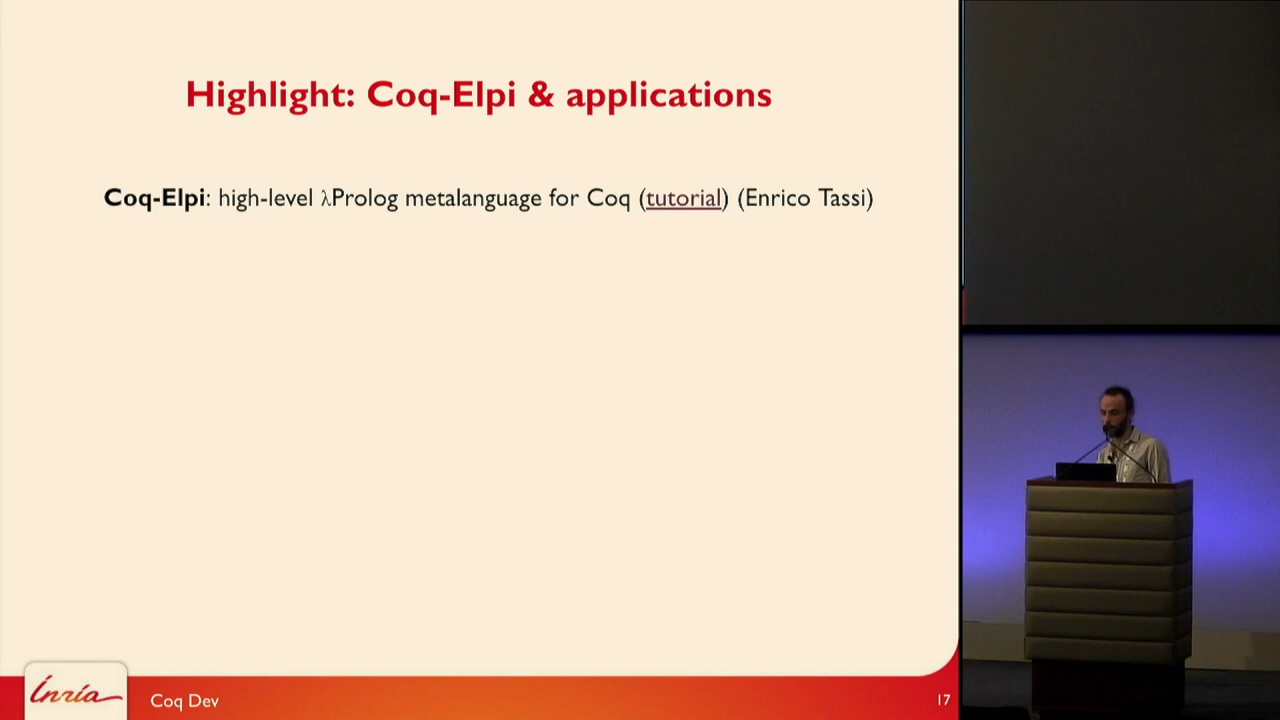 Highlight: Coq-Elpi & applications
Coq-Elpi: high-level λProlog metalanguage for Coq (tutorial) (Enrico Tassi)
Inria
Coq Dev
17